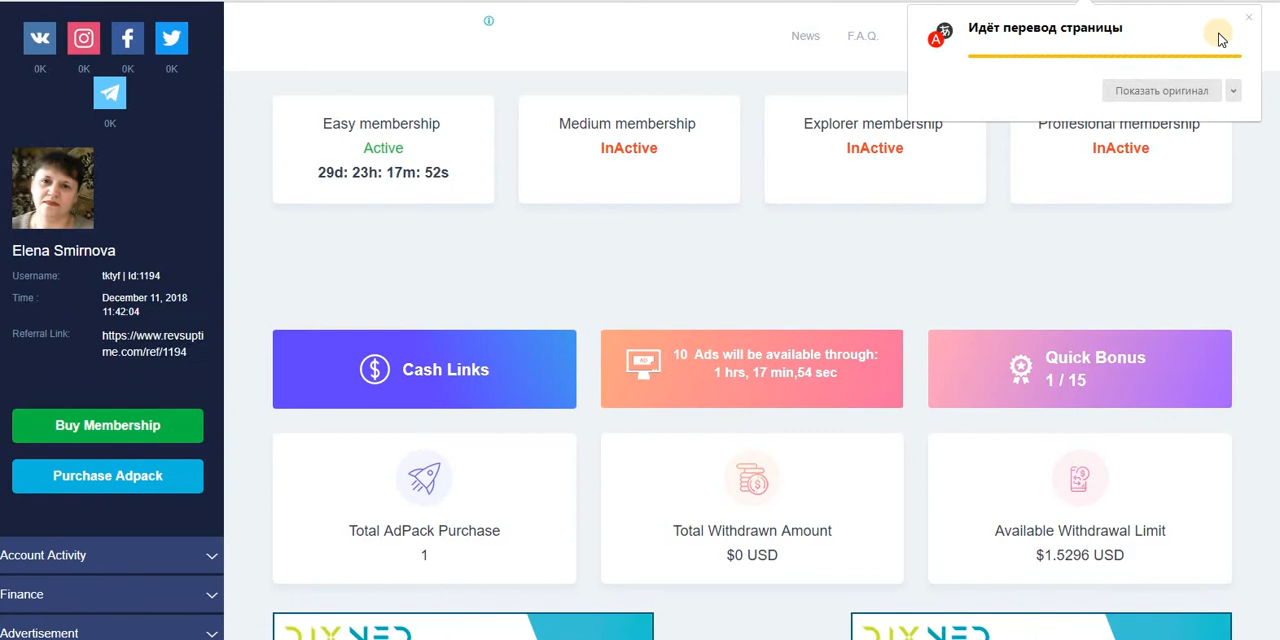 0K
0K
0K
0K
0K
Elena Smirnova
Username: tktyf | Id:1194
Time : December 11, 2018
11:42:04
Referral Link: https://www.revsupti
me.com/ref/1194
Buy Membership
Purchase Adpack
Account Activity
Finance
Advertisement
News F.A.Q.
Идёт перевод страницы
Показать оригинал
Easy membership
Active
29d: 23h: 17m: 52s
Medium membership
InActive
Explorer membership
InActive
Proffesional membership
InActive
Cash Links
10 Ads will be available through:
1 hrs, 17 min,54 sec
Quick Bonus
1 / 15
Total AdPack Purchase
1
Total Withdrawn Amount
$0 USD
Available Withdrawal Limit
$1.5296 USD